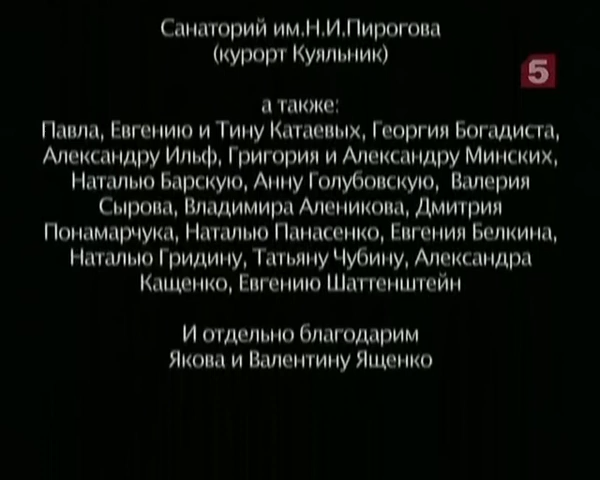 Санаторий им.Н.И.Пирогова
(курорт Куяльник)
5
а также:
Павла, Евгению и Тину Катаевых, Георгия Богадиста,
Александру Ильф, Григория и Александру Минских,
Наталью Барскую, Анну Голубовскую, Валерия
Сырова, Владимира Аленикова, Дмитрия
Понамарчука, Наталью Панасенко, Евгения Белкина,
Наталью Гридину, Татьяну Чубину, Александра
Кащенко, Евгению Шаттенштейн
И отдельно благодарим
Якова и Валентину Ященко